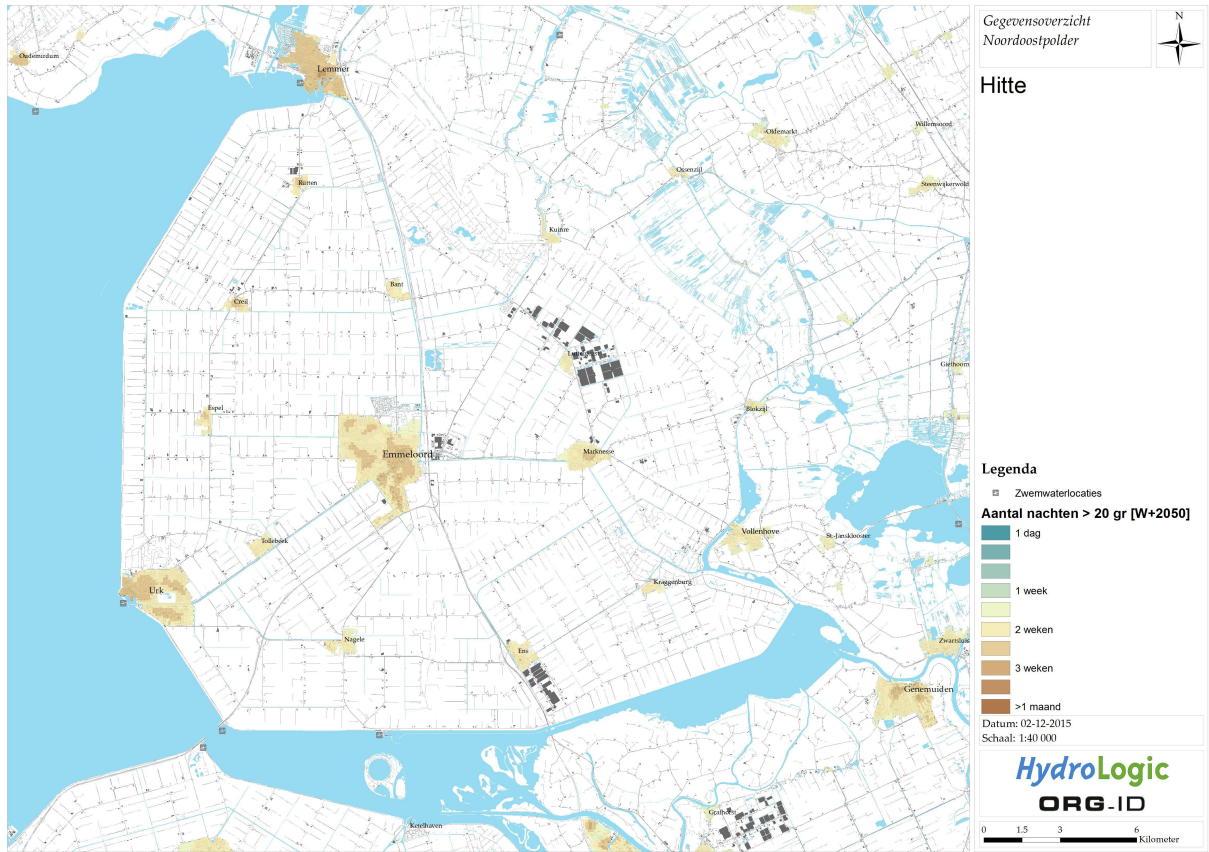 Gegevensoverzicht
Noordoostpolder
N
Hitte
Oudemirdum
Lemmer
Rutten
Creil
Bant
Kuinre
Ossenzijl
Oldemarkt
Willemsoord
Steenwijkerwold
Giethoorn
Espel
Emmeloord
Marknesse
Blokzijl
Vollenhove
St.-Jansklooster
Tollebeek
Urk
Kraggenburg
Nagele
Ens
Zwartsluis
Genemuiden
Ketelhaven
Grafhorst
Legenda
Zwemwaterlocaties
Aantal nachten > 20 gr [W+2050]
1 dag
1 week
2 weken
3 weken
>1 maand
Datum: 02-12-2015
Schaal: 1:40 000
HydroLogic
ORG-ID
0 1.5 3 6
Kilometer